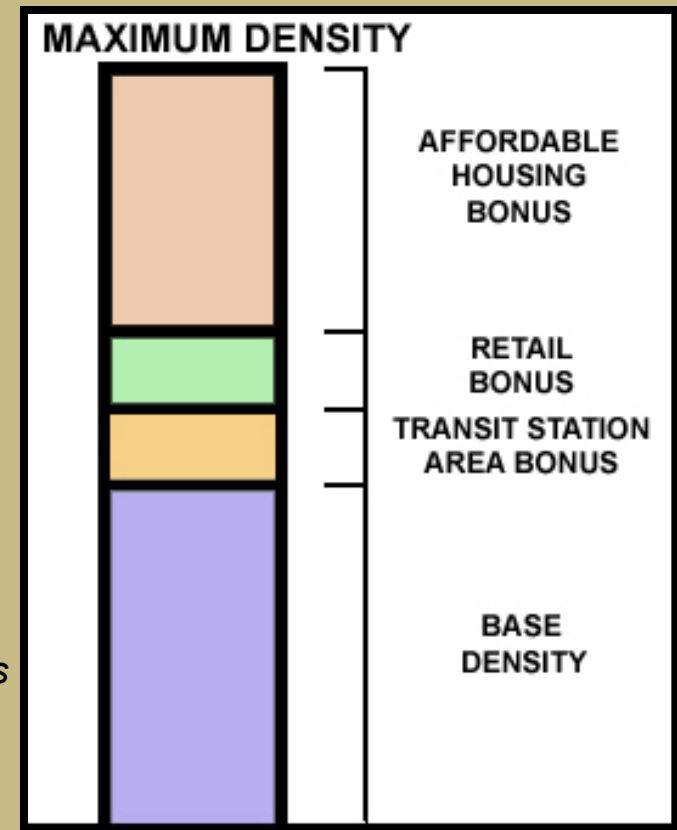 MAXIMUM DENSITY
AFFORDABLE
HOUSING
BONUS
RETAIL
BONUS
TRANSIT STATION
AREA BONUS
BASE
DENSITY
s